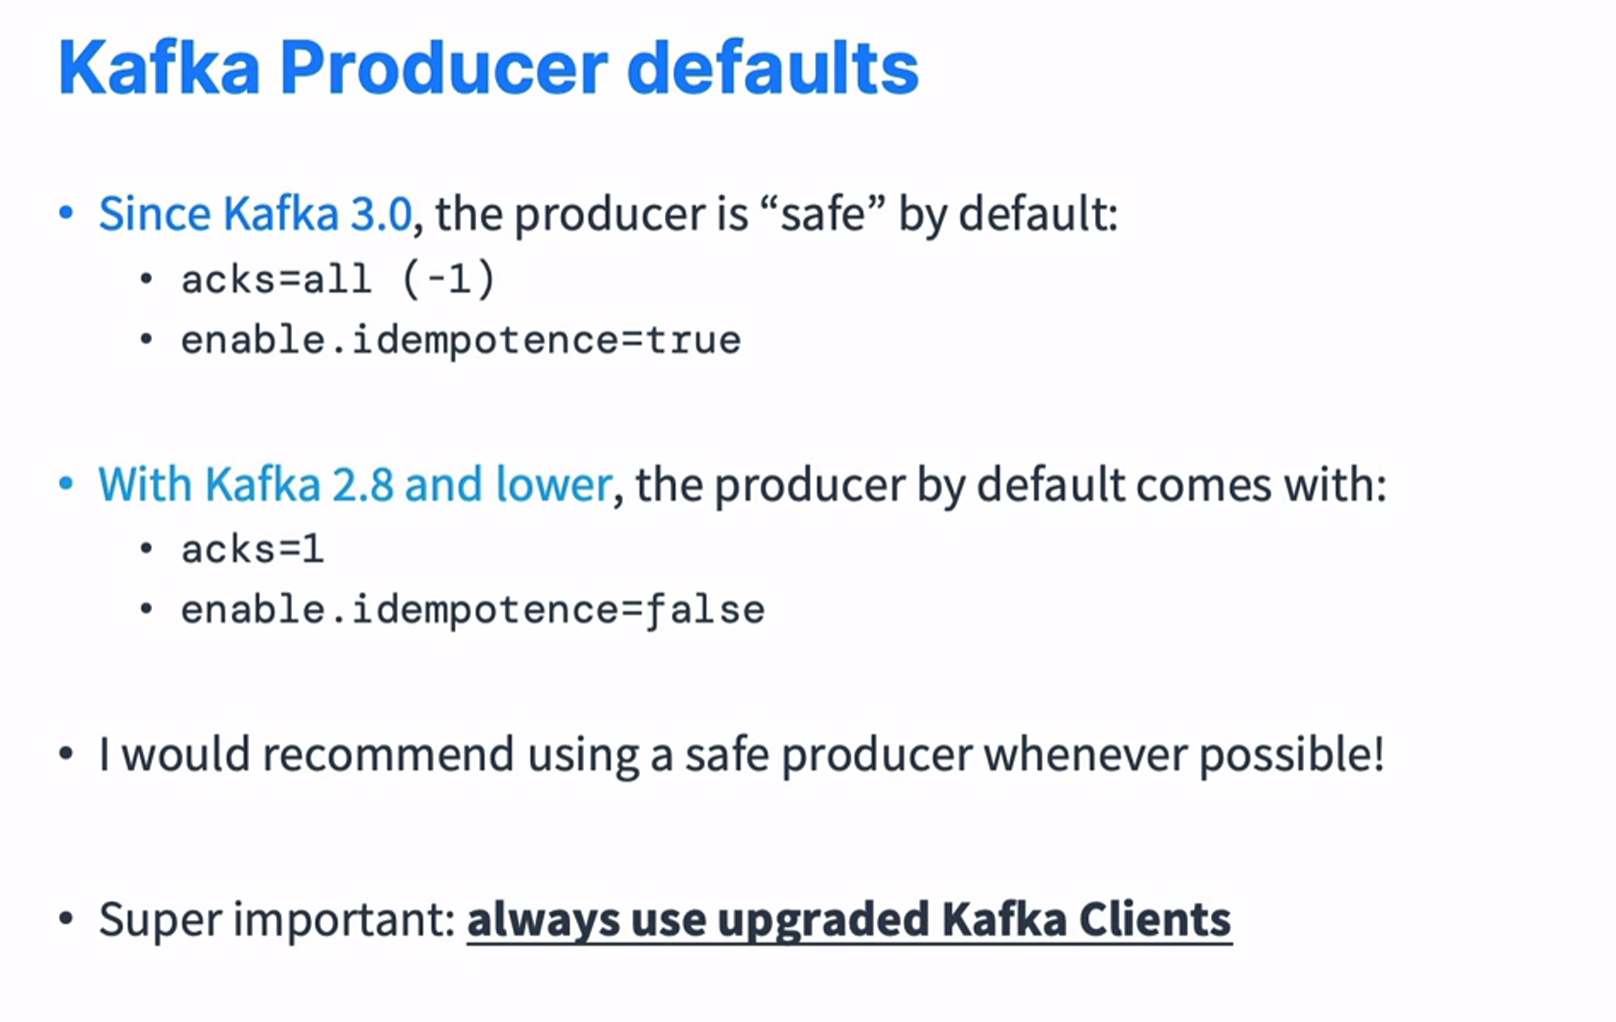 Kafka Producer defaults
• Since Kafka 3.0, the producer is “safe” by default:
• acks=all (-1)
• enable.idempotence=true
• With Kafka 2.8 and lower, the producer by default comes with:
• acks=1
• enable.idempotence=false
• I would recommend using a safe producer whenever possible!
• Super important: always use upgraded Kafka Clients